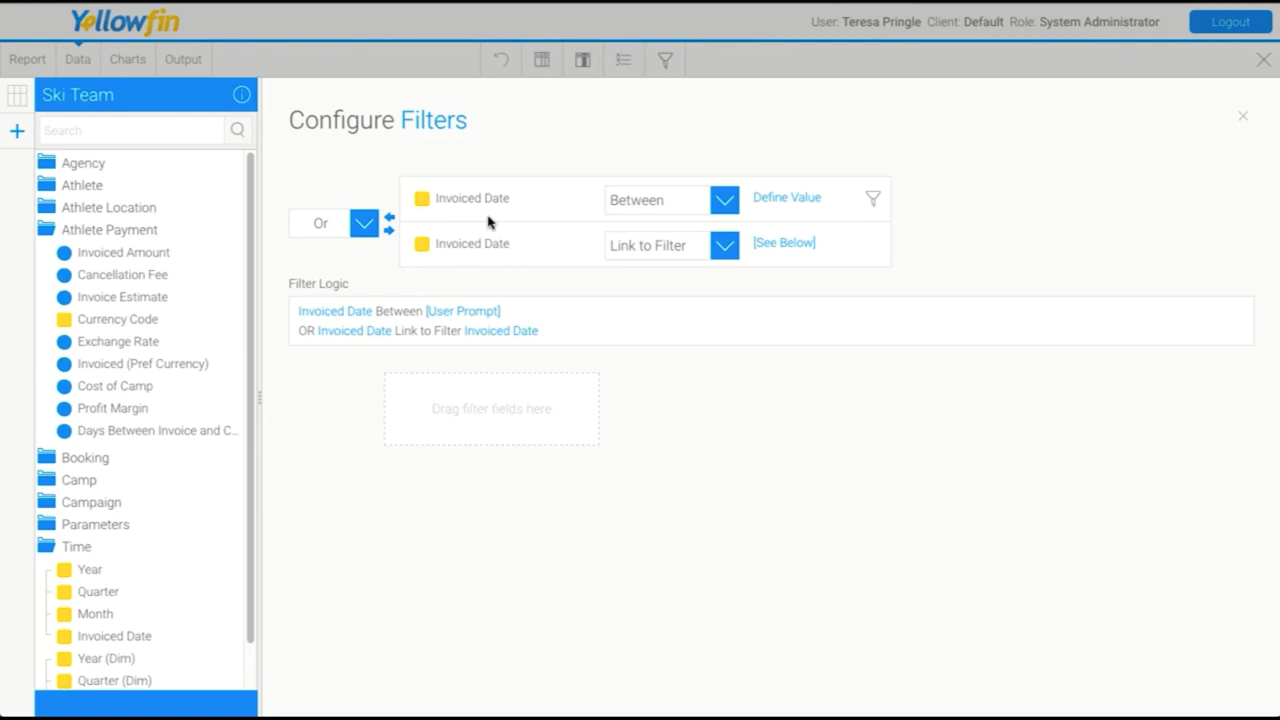 Yellowfin
User: Teresa Pringle Client: Default Role: System Administrator
Logout
Report Data Charts Output
Ski Team
Search
Agency
Athlete
Athlete Location
Athlete Payment
Invoiced Amount
Cancellation Fee
Invoice Estimate
Currency Code
Exchange Rate
Invoiced (Pref Currency)
Cost of Camp
Profit Margin
Days Between Invoice and C...
Booking
Camp
Campaign
Parameters
Time
Year
Quarter
Month
Invoiced Date
Year (Dim)
Quarter (Dim)
Configure Filters
Or
Invoiced Date Between Define Value
Invoiced Date Link to Filter [See Below]
Filter Logic
Invoiced Date Between [User Prompt]
OR Invoiced Date Link to Filter Invoiced Date
Drag filter fields here